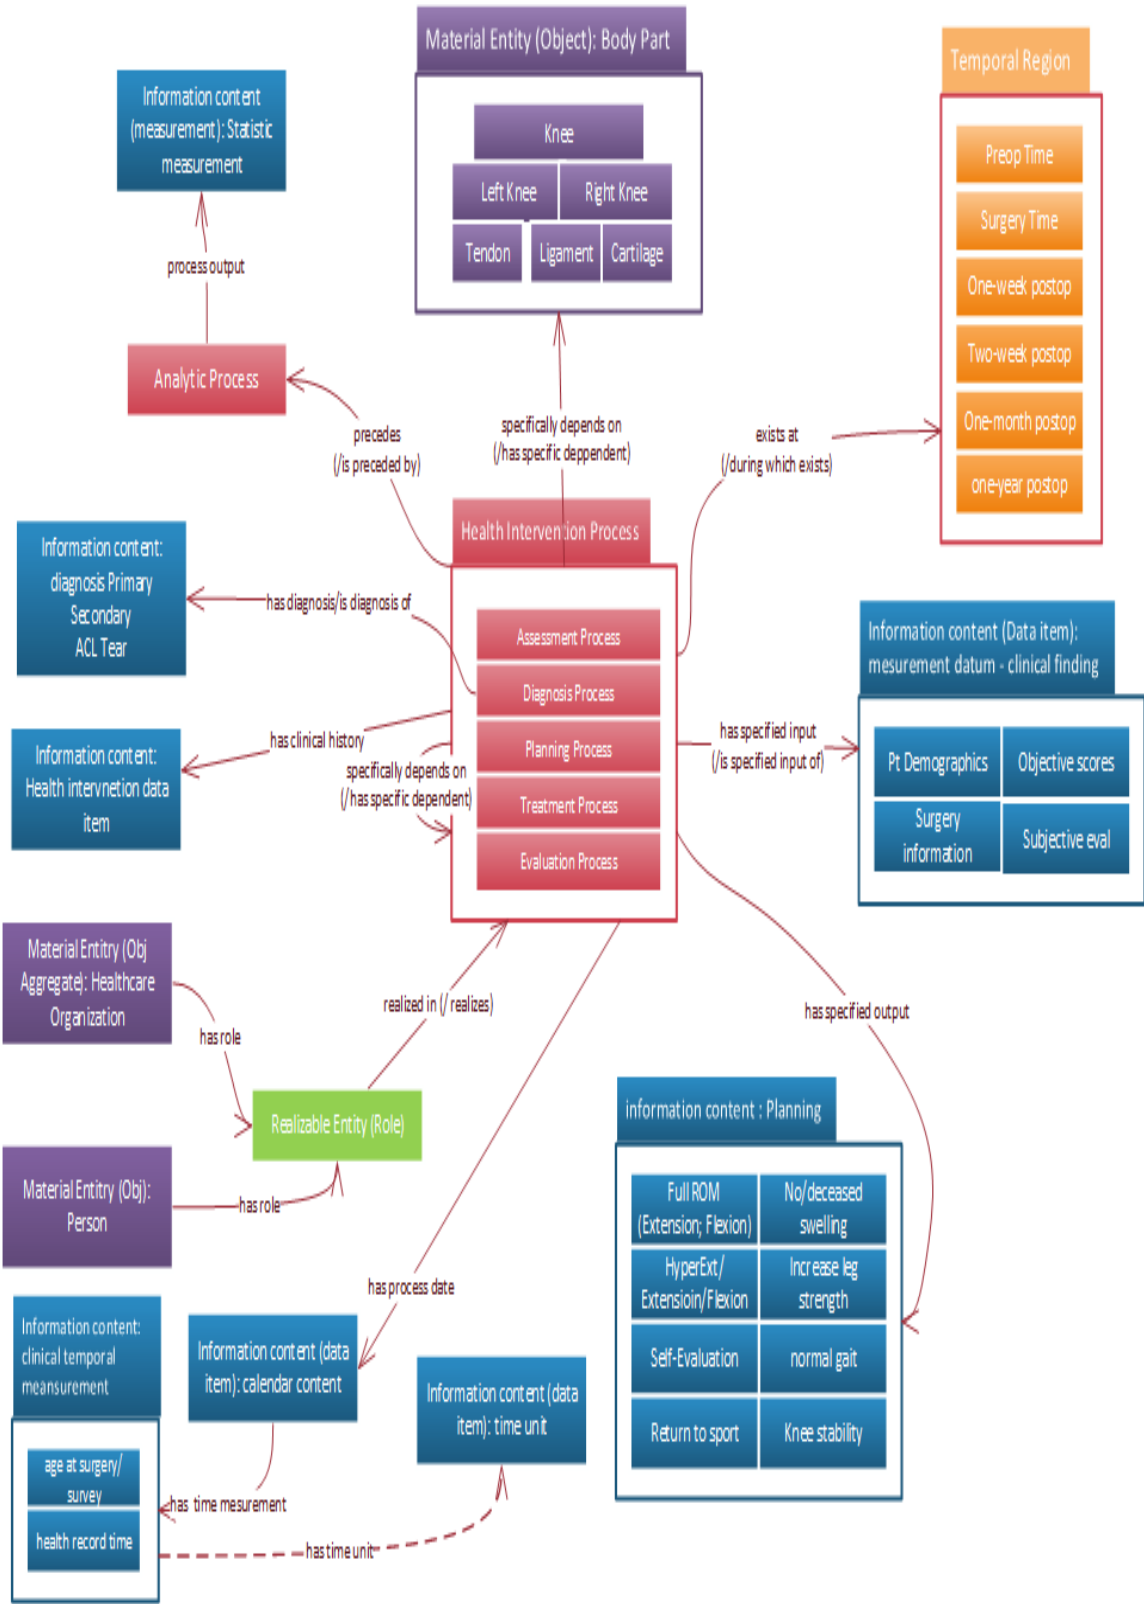 Material Entity (Object): Body Part
Knee
Left Knee
Right Knee
Tendon
Ligament
Cartilage
Temporal Region
Preop Time
Surgery Time
One-week postop
Two-week postop
One-month postop
one-year postop
Information content
(measurement): Statistic
measurement
process output
Analytic Process
precedes
(/is preceded by)
specifically depends on
(/has specific deppendent)
exists at
(/during which exists)
Health Intervention Process
Assessment Process
Diagnosis Process
Planning Process
Treatment Process
Evaluation Process
Information content:
diagnosis Primary
Secondary
ACL Tear
has diagnosis/is diagnosis of
Information content:
Health intervnetion data
item
has clinical history
specifically depends on
(/has specific dependent)
has specified input
(/is specified input of)
Information content (Data item):
mesurement datum - clinical finding
Pt Demographics
Objective scores
Surgery
information
Subjective eval
Material Entitry (Obj
Aggregate): Healthcare
Organization
has role
realized in (/ realizes)
has specified output
Realizable Entity (Role)
Material Entitry (Obj):
Person
has role
has process date
information content : Planning
Full ROM
(Extension; Flexion)
No/deceased
swelling
HyperExt/
Extensioin/Flexion
Increase leg
strength
Self-Evaluation
normal gait
Return to sport
Knee stability
Information content:
clinical temporal
meansurement
age at surgery/
survey
health record time
Information content (data
item): calendar content
Information content (data
item): time unit
has time mesurement
has time unit